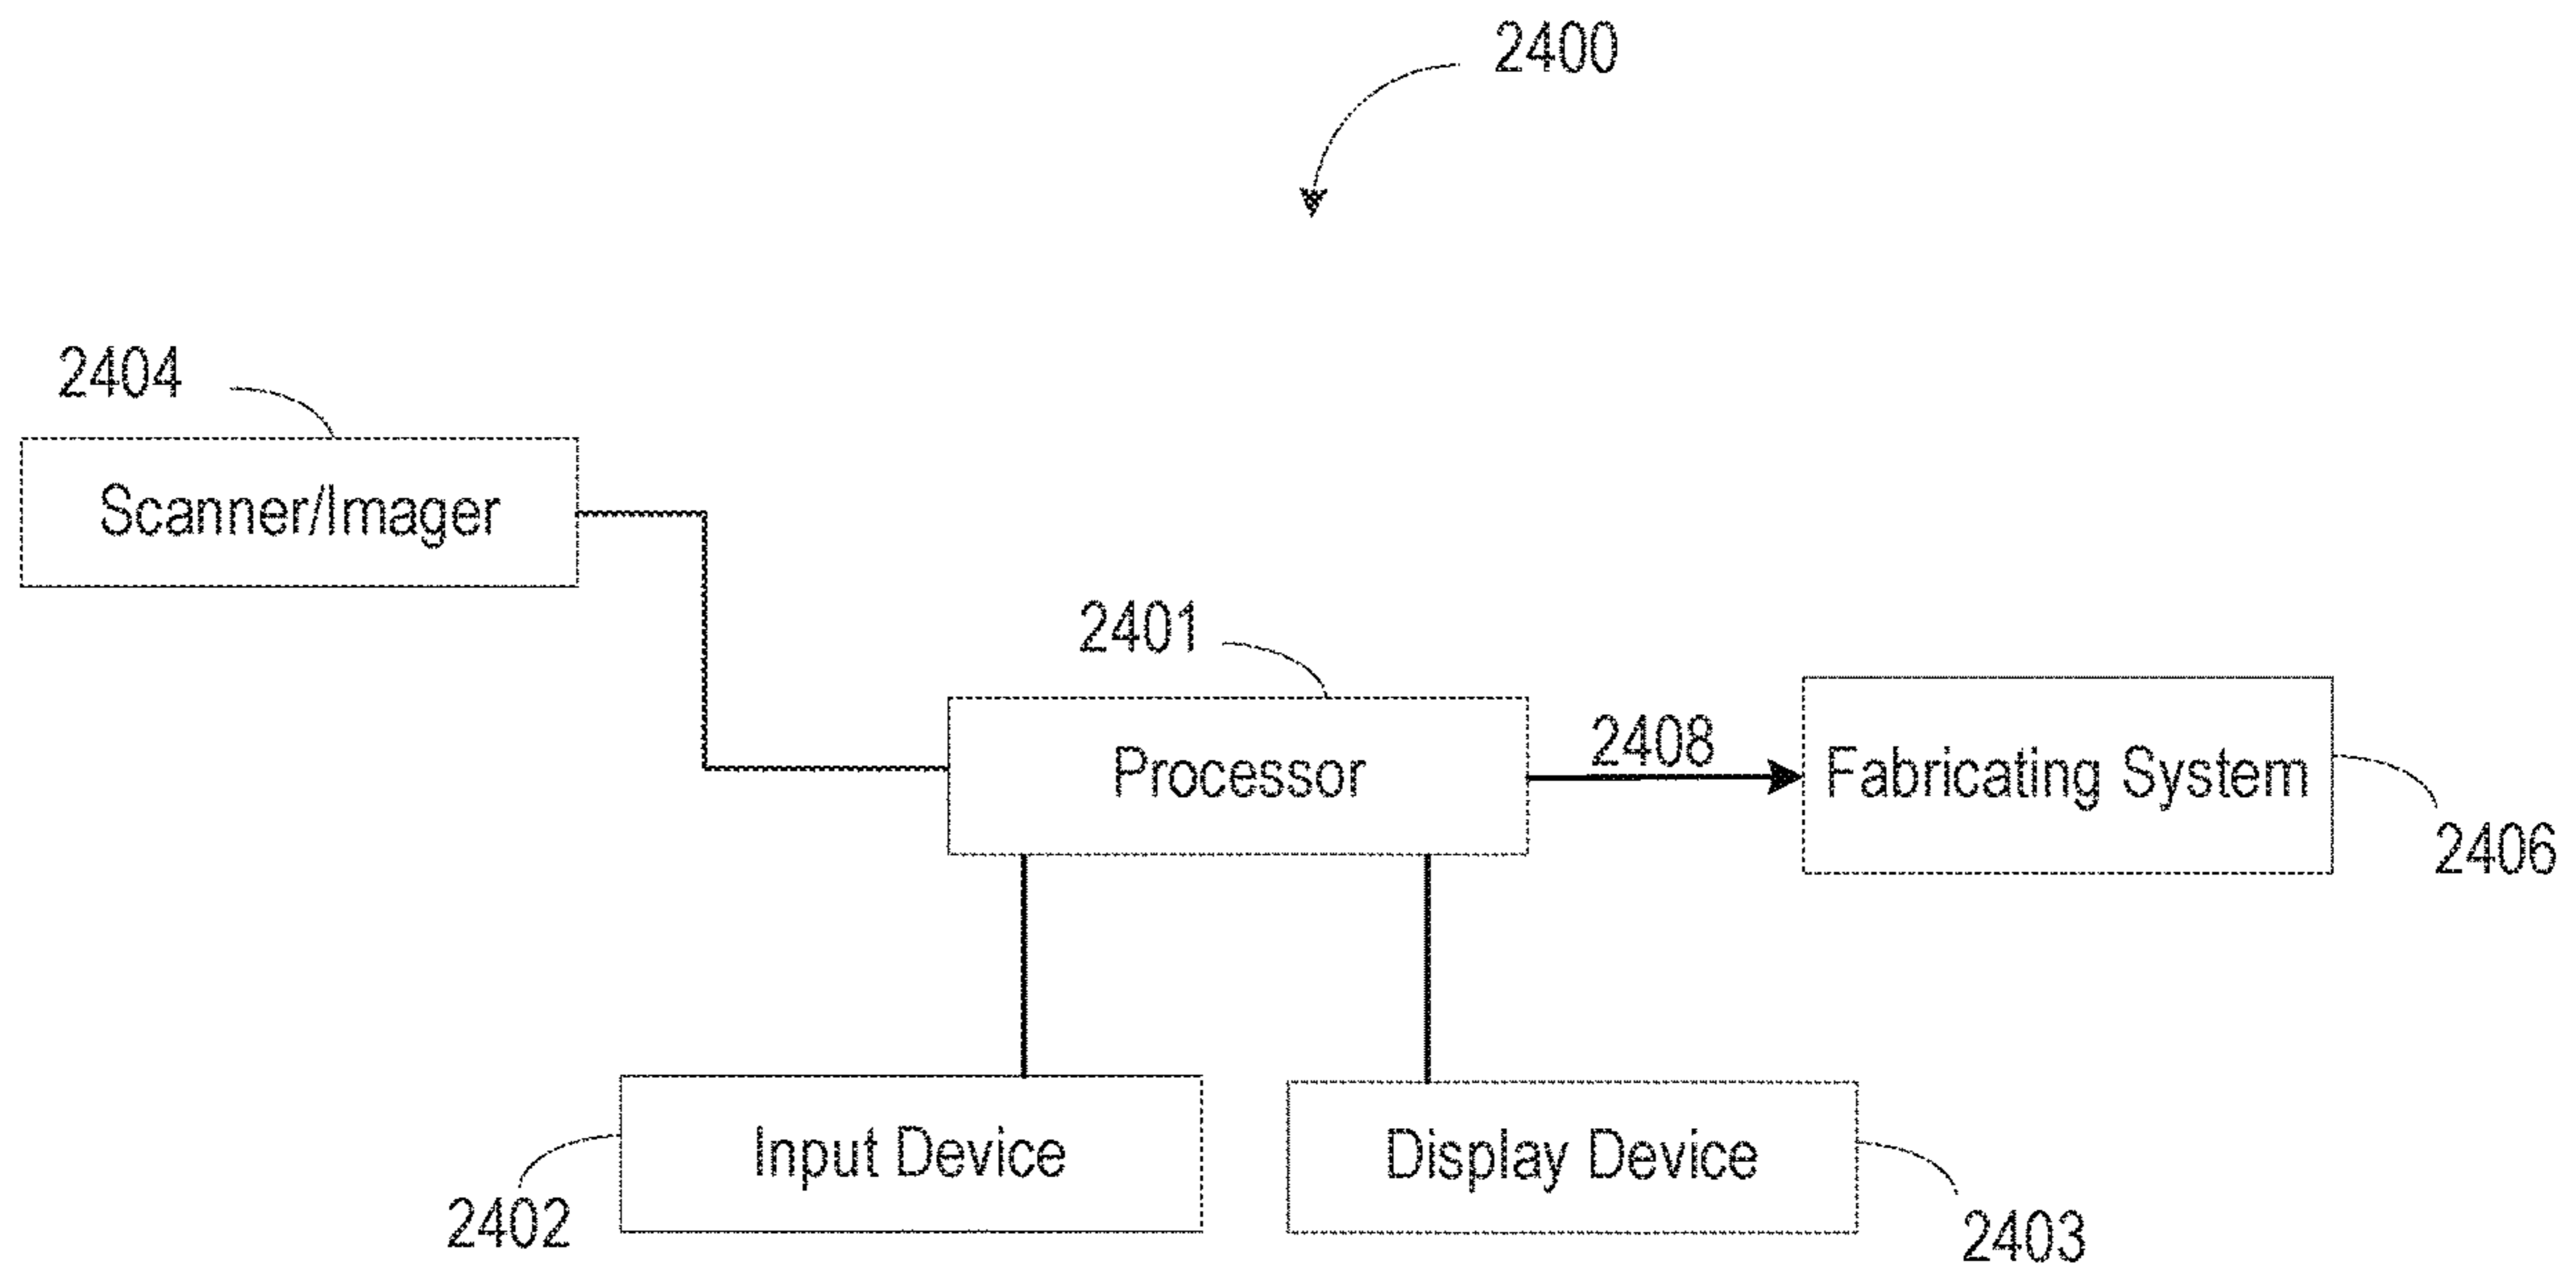 2400
2404
Scanner/Imager
2401
Processor
2408
Fabricating System
2406
Input Device
2402
Display Device
2403